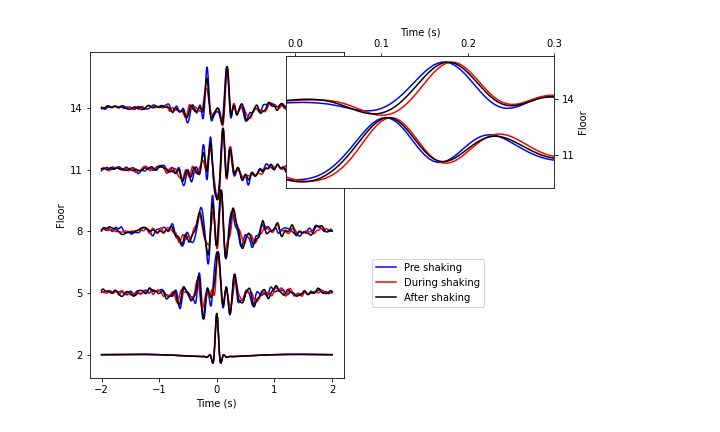 Time (s)
0.0 0.1 0.2 0.3
14
11
Floor
14
11
8
5
2
Floor
−2 −1 0 1 2
Time (s)
Pre shaking
During shaking
After shaking